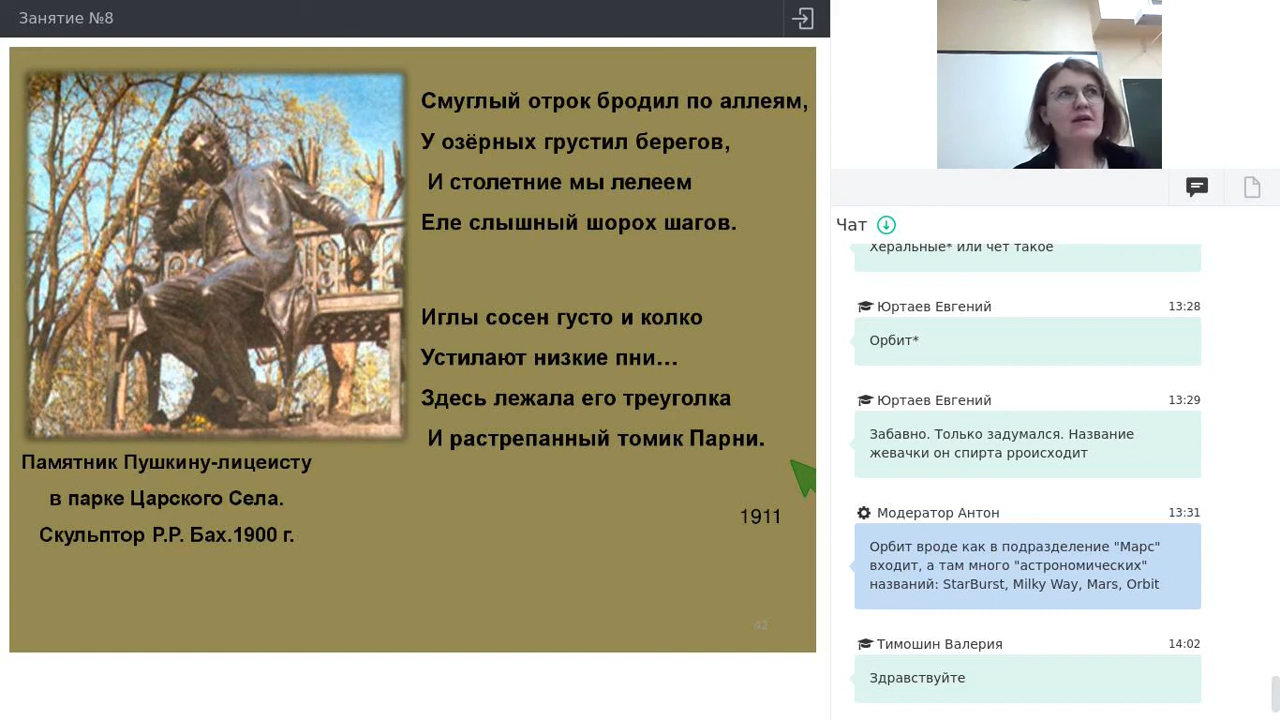 Занятие №8
Смуглый отрок бродил по аллеям,
У озёрных грустил берегов,
И столетние мы лелеем
Еле слышный шорох шагов.
Иглы сосен густо и колко
Устилают низкие пни…
Здесь лежала его треуголка
И растрепанный томик Парни.
1911
Памятник Пушкину-лицеисту
в парке Царского Села.
Скульптор Р.Р. Бах.1900 г.
42
Чат
Херальные* или чет такое
Юртаев Евгений 13:28
Орбит*
Юртаев Евгений 13:29
Забавно. Только задумался. Название
жевачки он спирта рроисходит
Модератор Антон 13:31
Орбит вроде как в подразделение "Марс"
входит, а там много "астрономических"
названий: StarBurst, Milky Way, Mars, Orbit
Тимошин Валерия 14:02
Здравствуйте